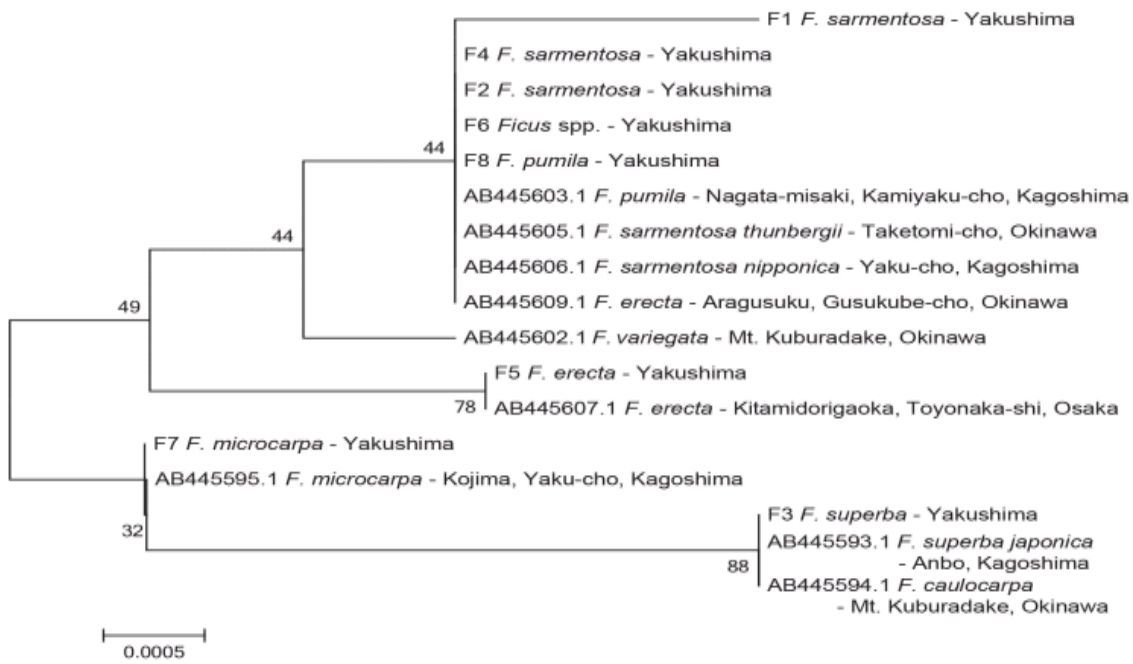 F1 F. sarmentosa - Yakushima
F4 F. sarmentosa - Yakushima
F2 F. sarmentosa - Yakushima
F6 Ficus spp. - Yakushima
44
F8 F. pumila - Yakushima
AB445603.1 F. pumila - Nagata-misaki, Kamiyaku-cho, Kagoshima
44
AB445605.1 F. sarmentosa thunbergii - Taketomi-cho, Okinawa
AB445606.1 F. sarmentosa nipponica - Yaku-cho, Kagoshima
49
AB445609.1 F. erecta - Aragusuku, Gusukube-cho, Okinawa
AB445602.1 F. variegata - Mt. Kuburadake, Okinawa
F5 F. erecta - Yakushima
78
AB445607.1 F. erecta - Kitamidorigaoka, Toyonaka-shi, Osaka
F7 F. microcarpa - Yakushima
AB445595.1 F. microcarpa - Kojima, Yaku-cho, Kagoshima
32
F3 F. superba - Yakushima
AB445593.1 F. superba japonica
- Anbo, Kagoshima
88
AB445594.1 F. caulocarpa
- Mt. Kuburadake, Okinawa
0.0005